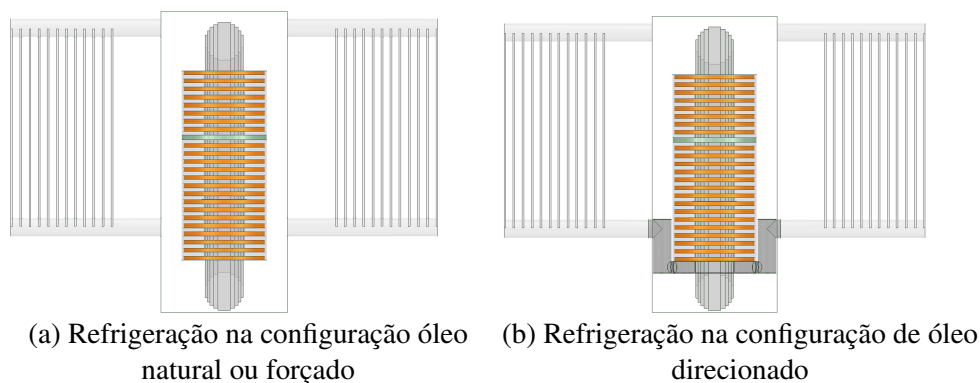 (a) Refrigeração na configuração óleo
natural ou forçado
(b) Refrigeração na configuração de óleo
direcionado